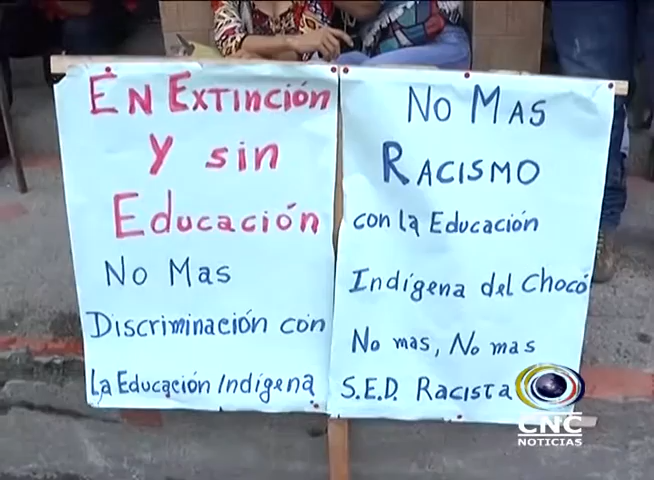 En Extinción
y sin
Educación
No Mas
Discriminación con
la Educación Indígena
No Mas
Racismo
con la Educación
Indígena del Chocó
No mas, No mas
S.E.D. Racista
CNC
NOTICIAS